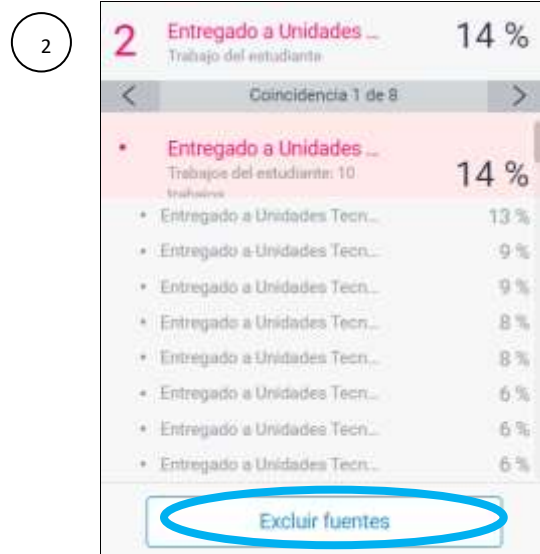 2
2 Entregado a Unidades ... 14 %
Trabajo del estudiante
< Coincidencia 1 de 8 >
• Entregado a Unidades ... 14 %
Trabajos del estudiante: 10
trabajos
• Entregado a Unidades Tecn... 13 %
• Entregado a Unidades Tecn... 9 %
• Entregado a Unidades Tecn... 9 %
• Entregado a Unidades Tecn... 8 %
• Entregado a Unidades Tecn... 8 %
• Entregado a Unidades Tecn... 6 %
• Entregado a Unidades Tecn... 6 %
• Entregado a Unidades Tecn... 6 %
Excluir fuentes